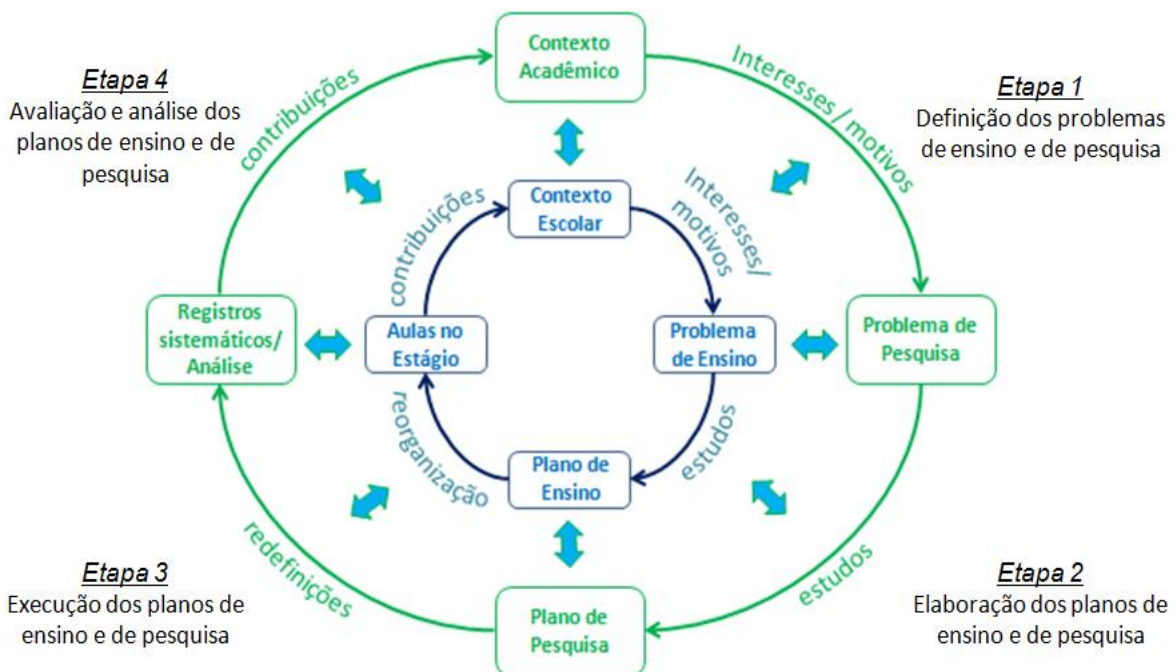 Contexto
Acadêmico
Etapa 4
Avaliação e análise dos
planos de ensino e de
pesquisa
contribuições
Interesses/ motivos
Etapa 1
Definição dos problemas
de ensino e de pesquisa
Contexto
Escolar
contribuições
Interesses/
motivos
Registros
sistemáticos/
Análise
Aulas no
Estágio
Problema
de Ensino
Problema de
Pesquisa
reorganização
estudos
Plano de
Ensino
redefinições
estudos
Etapa 3
Execução dos planos de
ensino e de pesquisa
Plano de
Pesquisa
Etapa 2
Elaboração dos planos de
ensino e de pesquisa